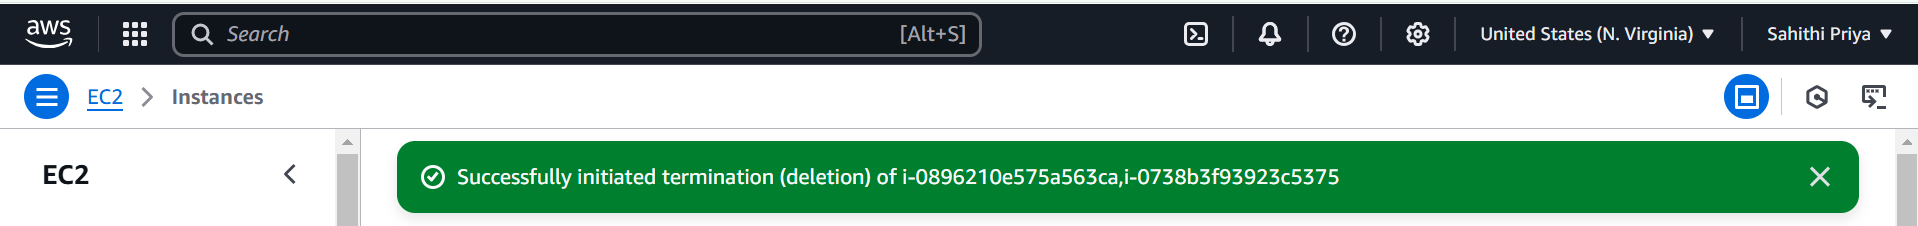 aws Search [Alt+S] United States (N. Virginia) Sahithi Priya
EC2 Instances
EC2
Successfully initiated termination (deletion) of i-0896210e575a563ca,i-0738b3f93923c5375